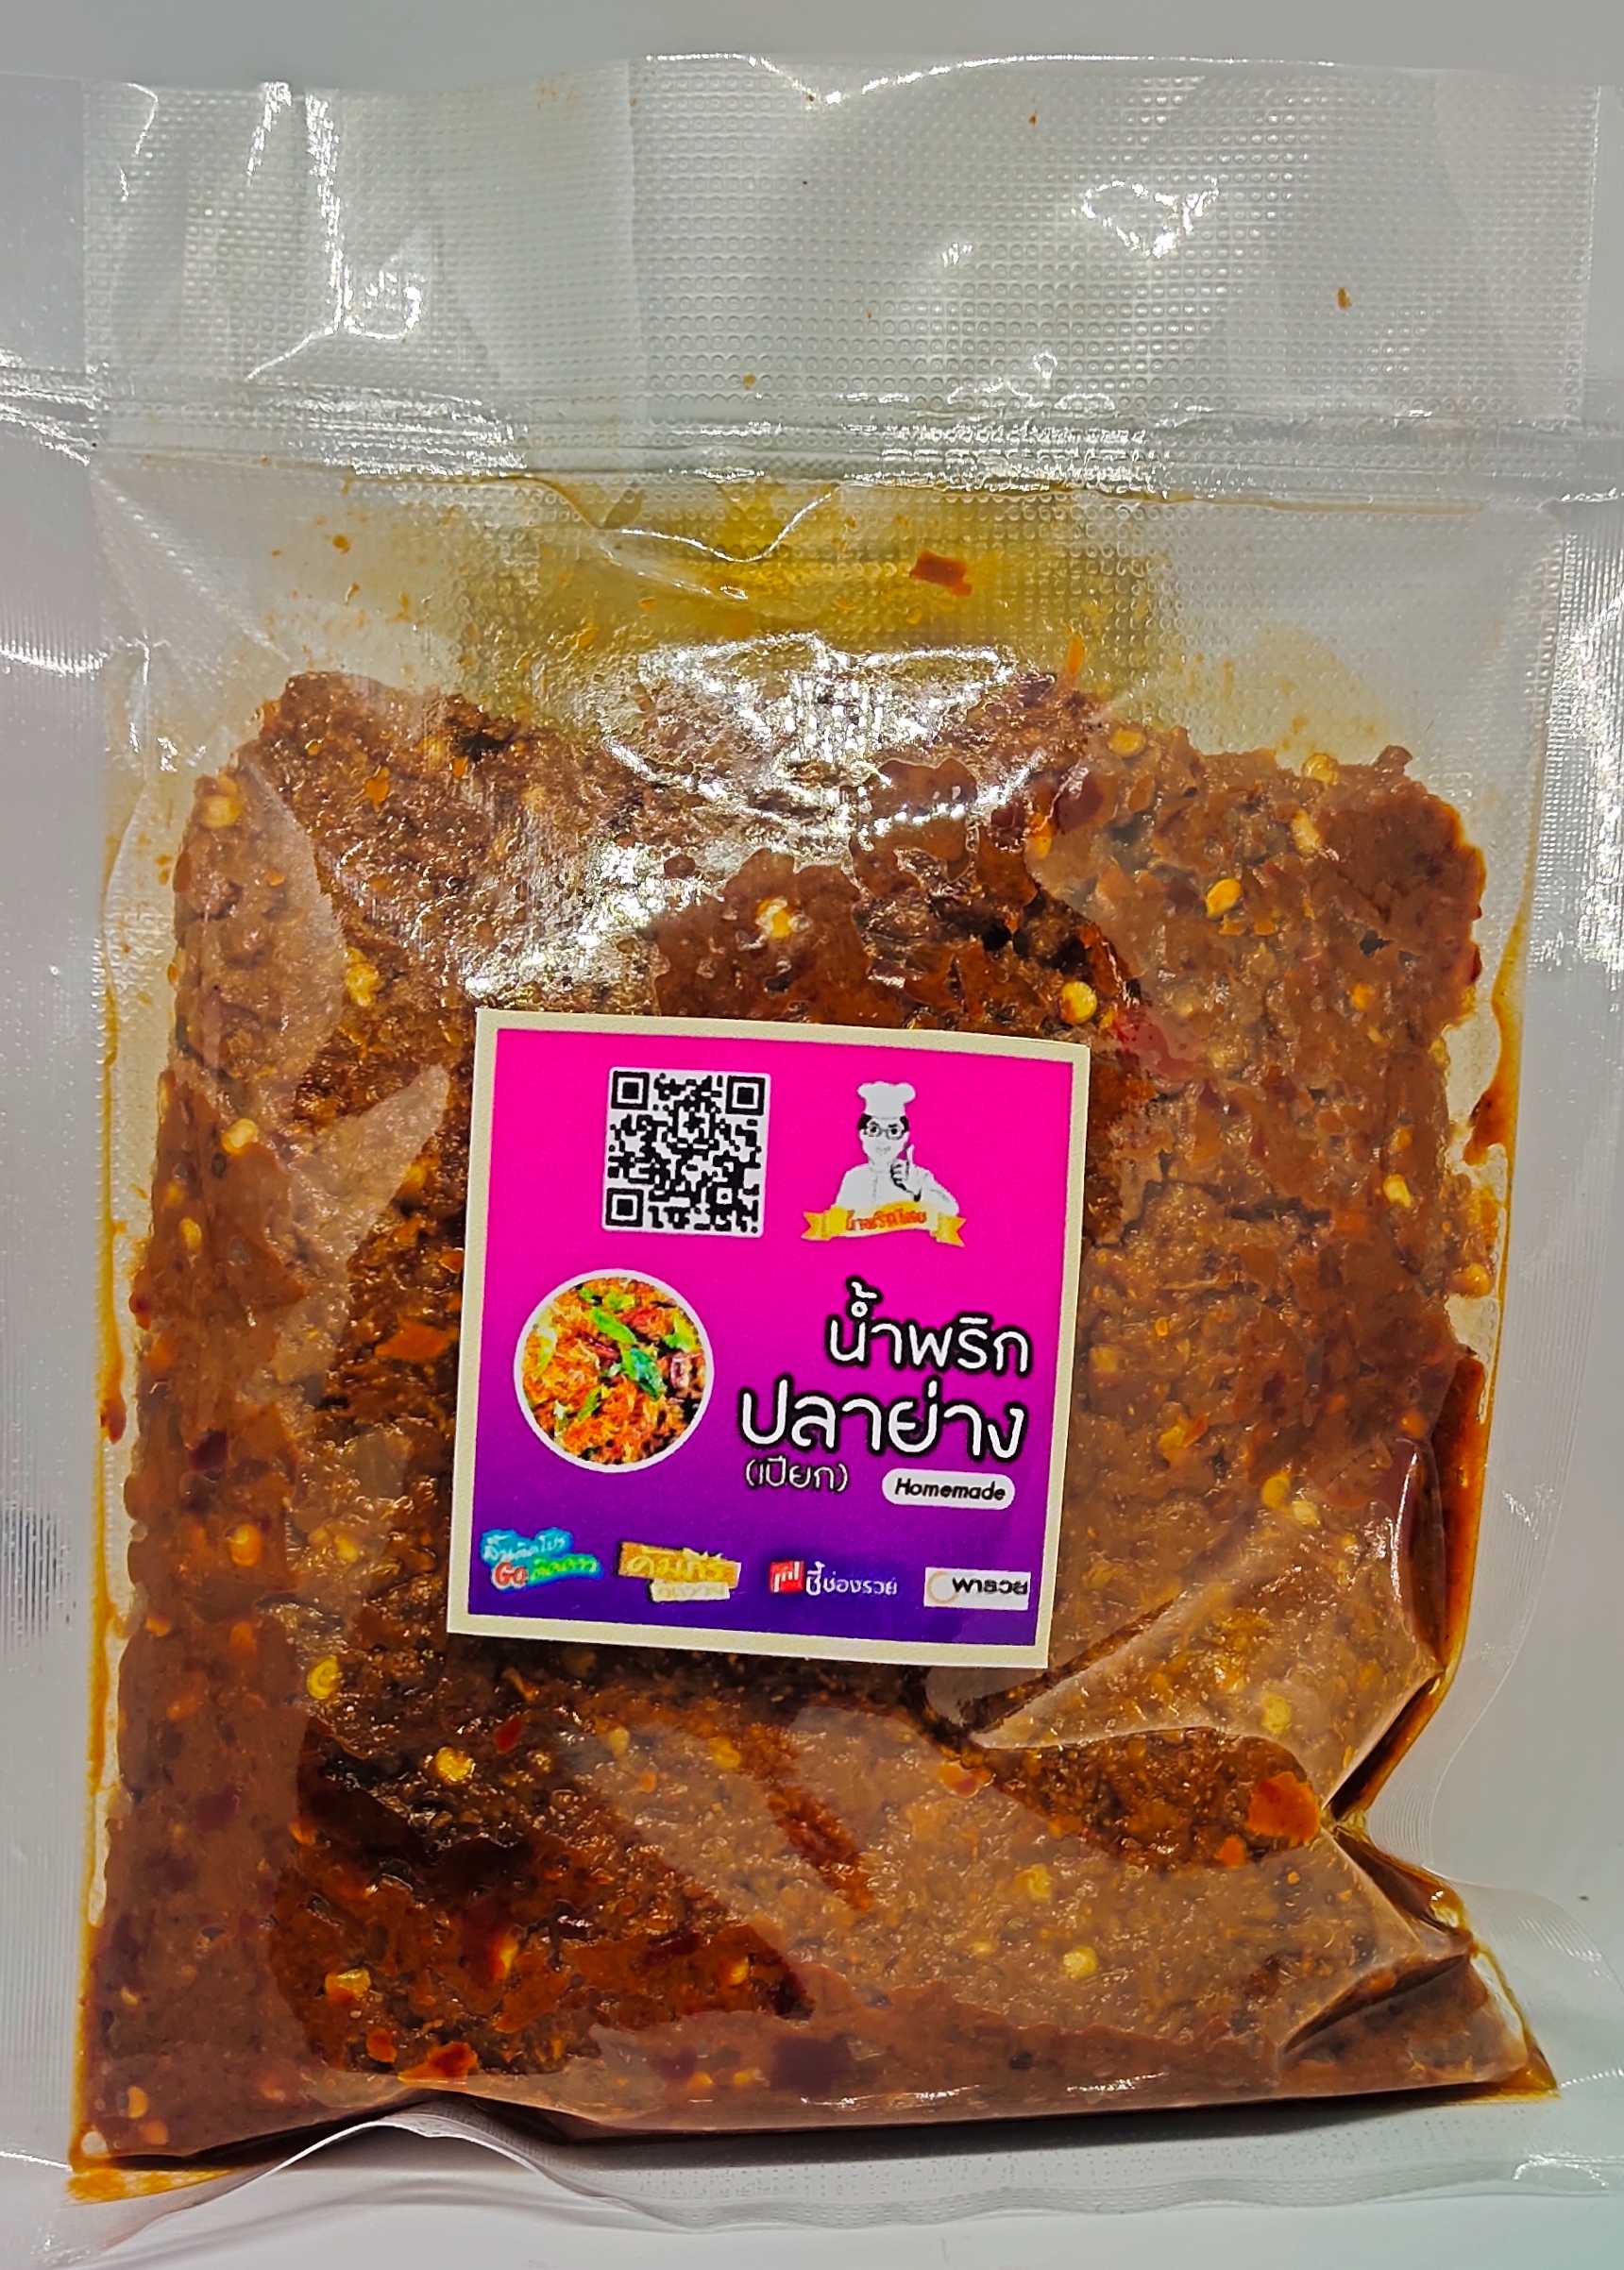 น้ำพริก
ปลาย่าง
(เปียก) Homemade
ชี้ช่องรวย
พารวย